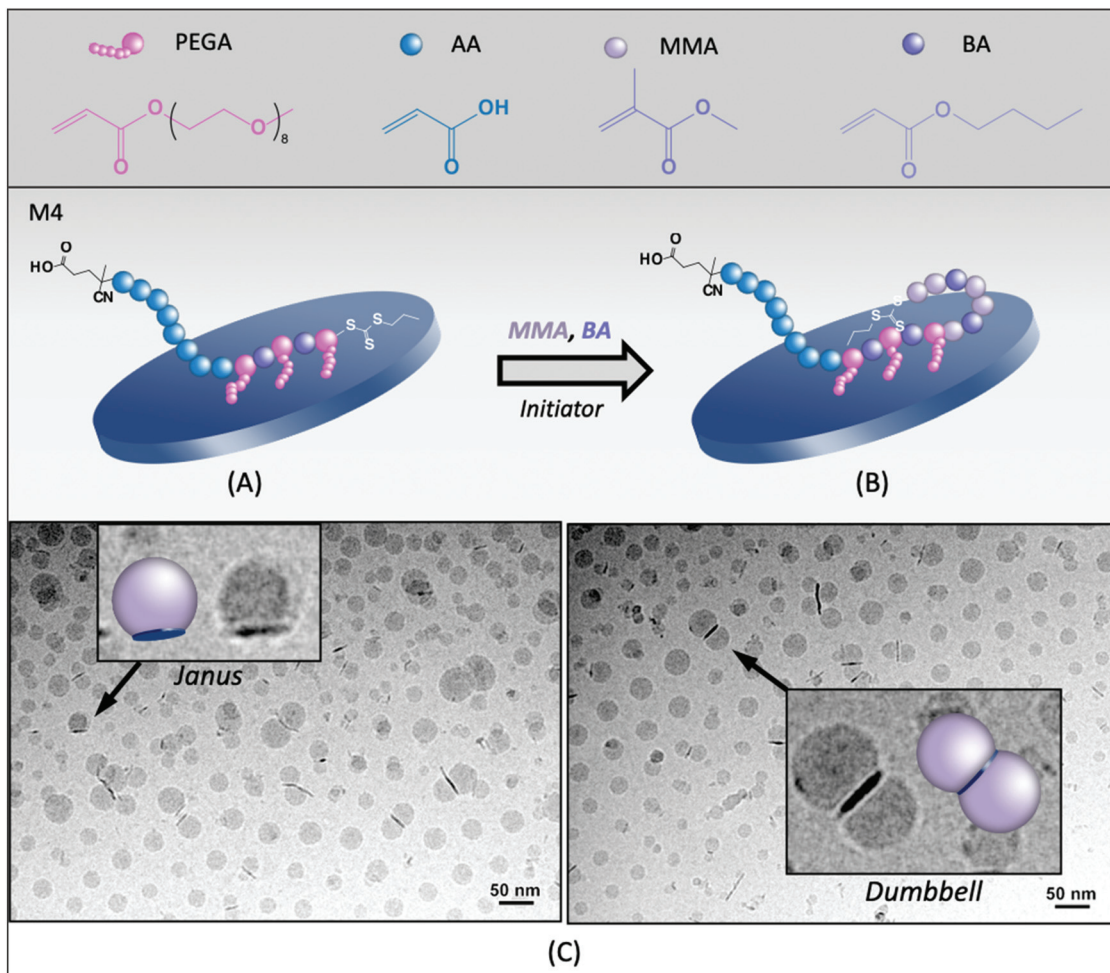 PEGA AA MMA BA
O O 8 O
OH O
O O
O O
M4
HO O CN S S S
MMA, BA
Initiator
HO O CN S S S
(A) (B)
Janus
50 nm
Dumbbell
50 nm
(C)